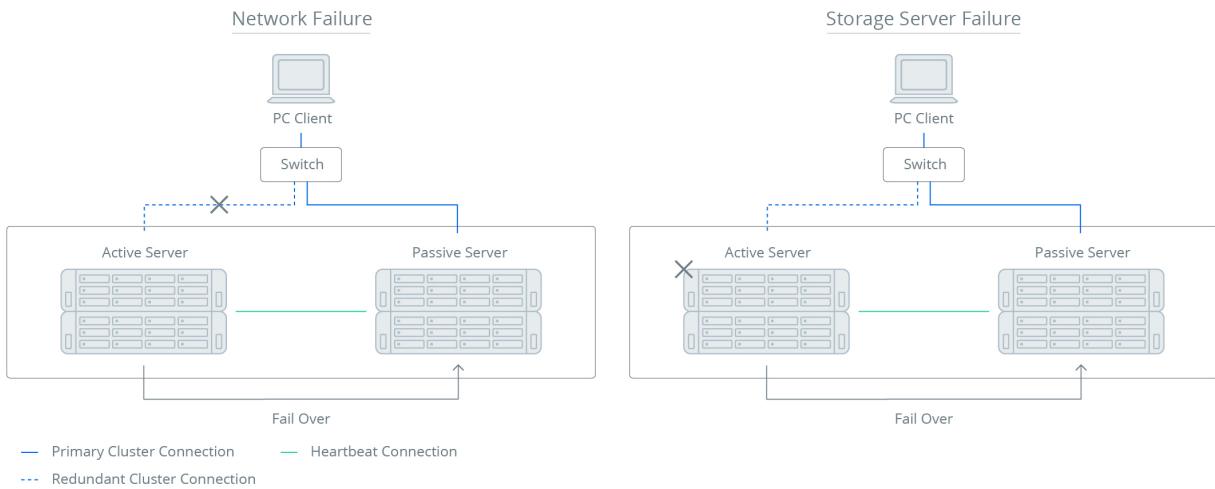 Network Failure
PC Client
Switch
Active Server
Passive Server
Fail Over
Storage Server Failure
PC Client
Switch
Active Server
Passive Server
Fail Over
Primary Cluster Connection
Heartbeat Connection
Redundant Cluster Connection